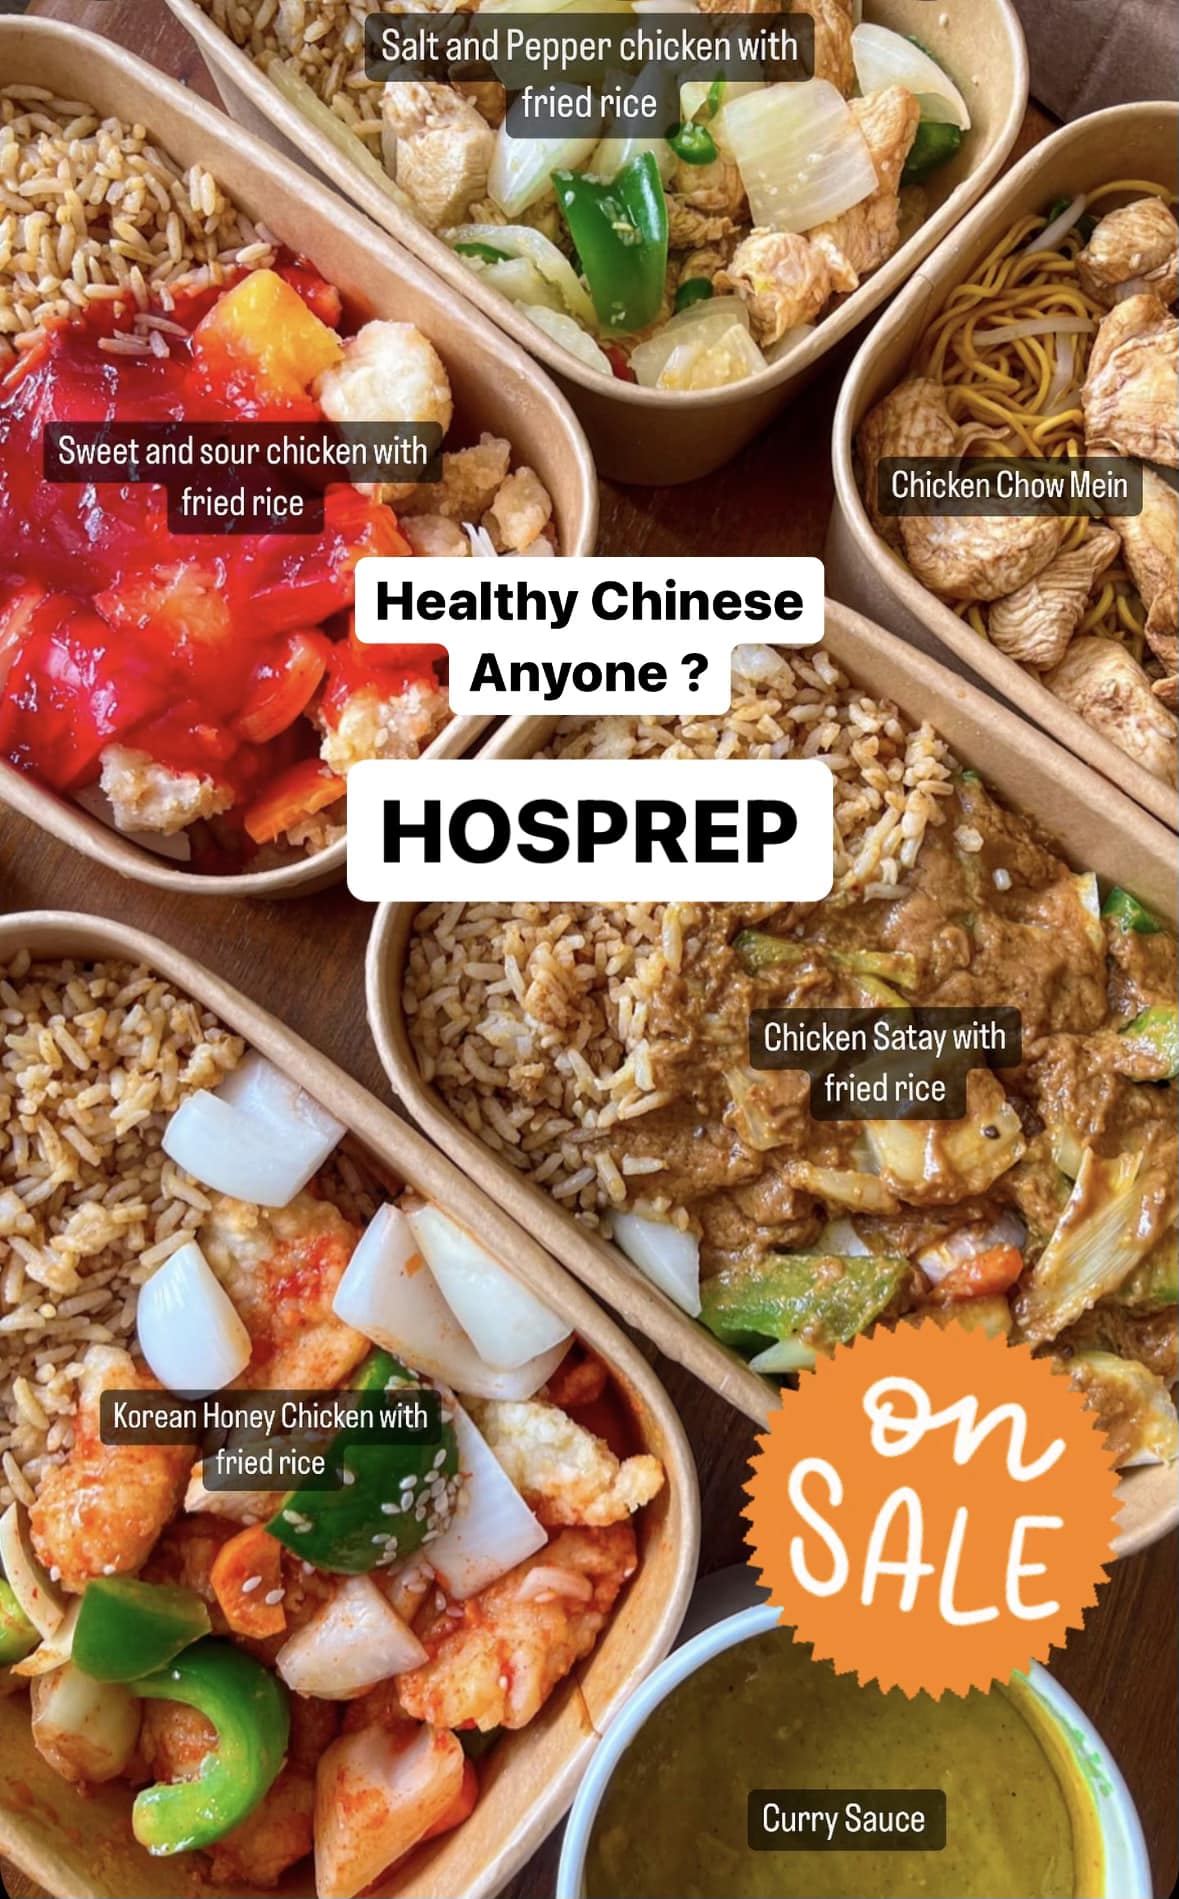 Salt and Pepper chicken with
fried rice
Sweet and sour chicken with
fried rice
Chicken Chow Mein
Healthy Chinese
Anyone ?
HOSPREP
Chicken Satay with
fried rice
Korean Honey Chicken with
fried rice
on
SALE
Curry Sauce